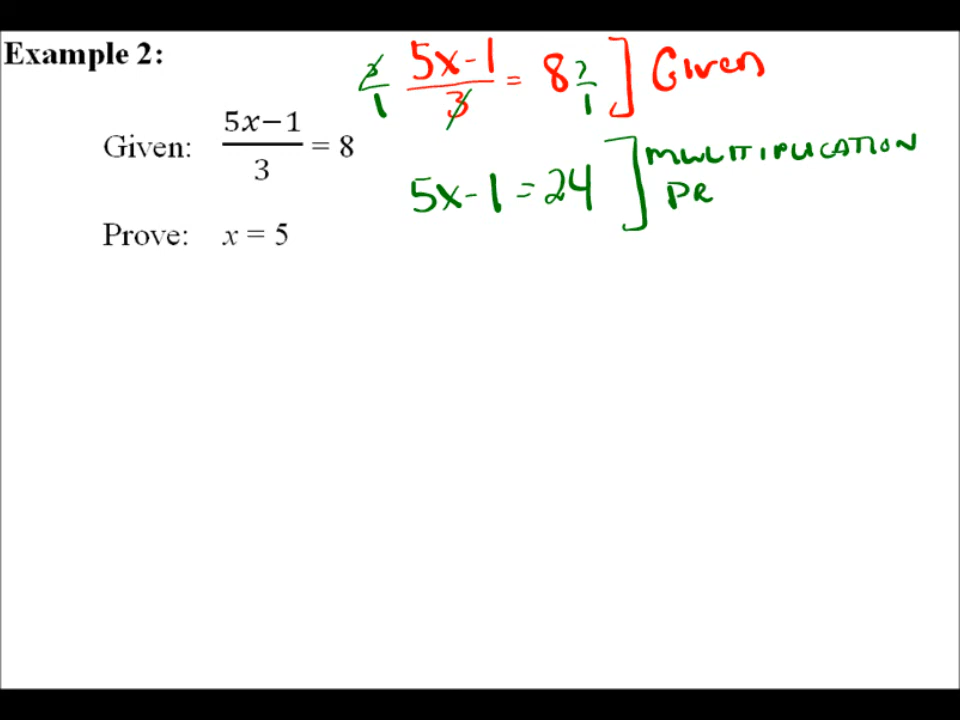 Example 2:
Given: (5x−1)/3 = 8
Prove: x = 5
3/1 (5x-1)/3 = 8 3/1 ] Given
5x-1 = 24 ] MULTIPLICATION
PR